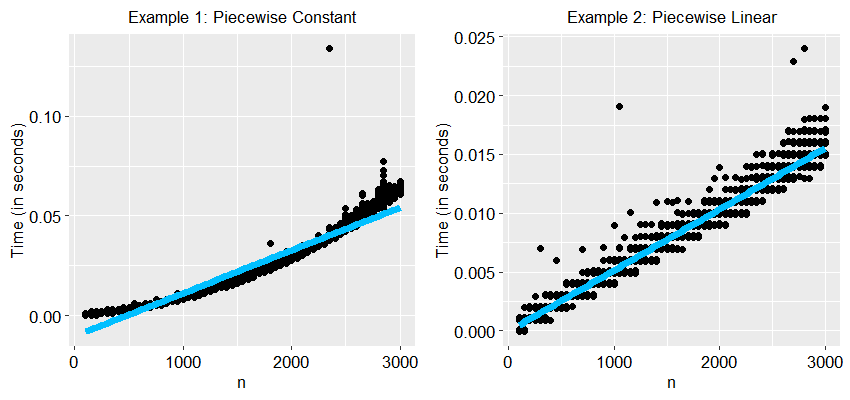 Example 1: Piecewise Constant
Time (in seconds)
0.10
0.05
0.00
0
1000
2000
3000
n
Example 2: Piecewise Linear
Time (in seconds)
0.025
0.020
0.015
0.010
0.005
0.000
0
1000
2000
3000
n